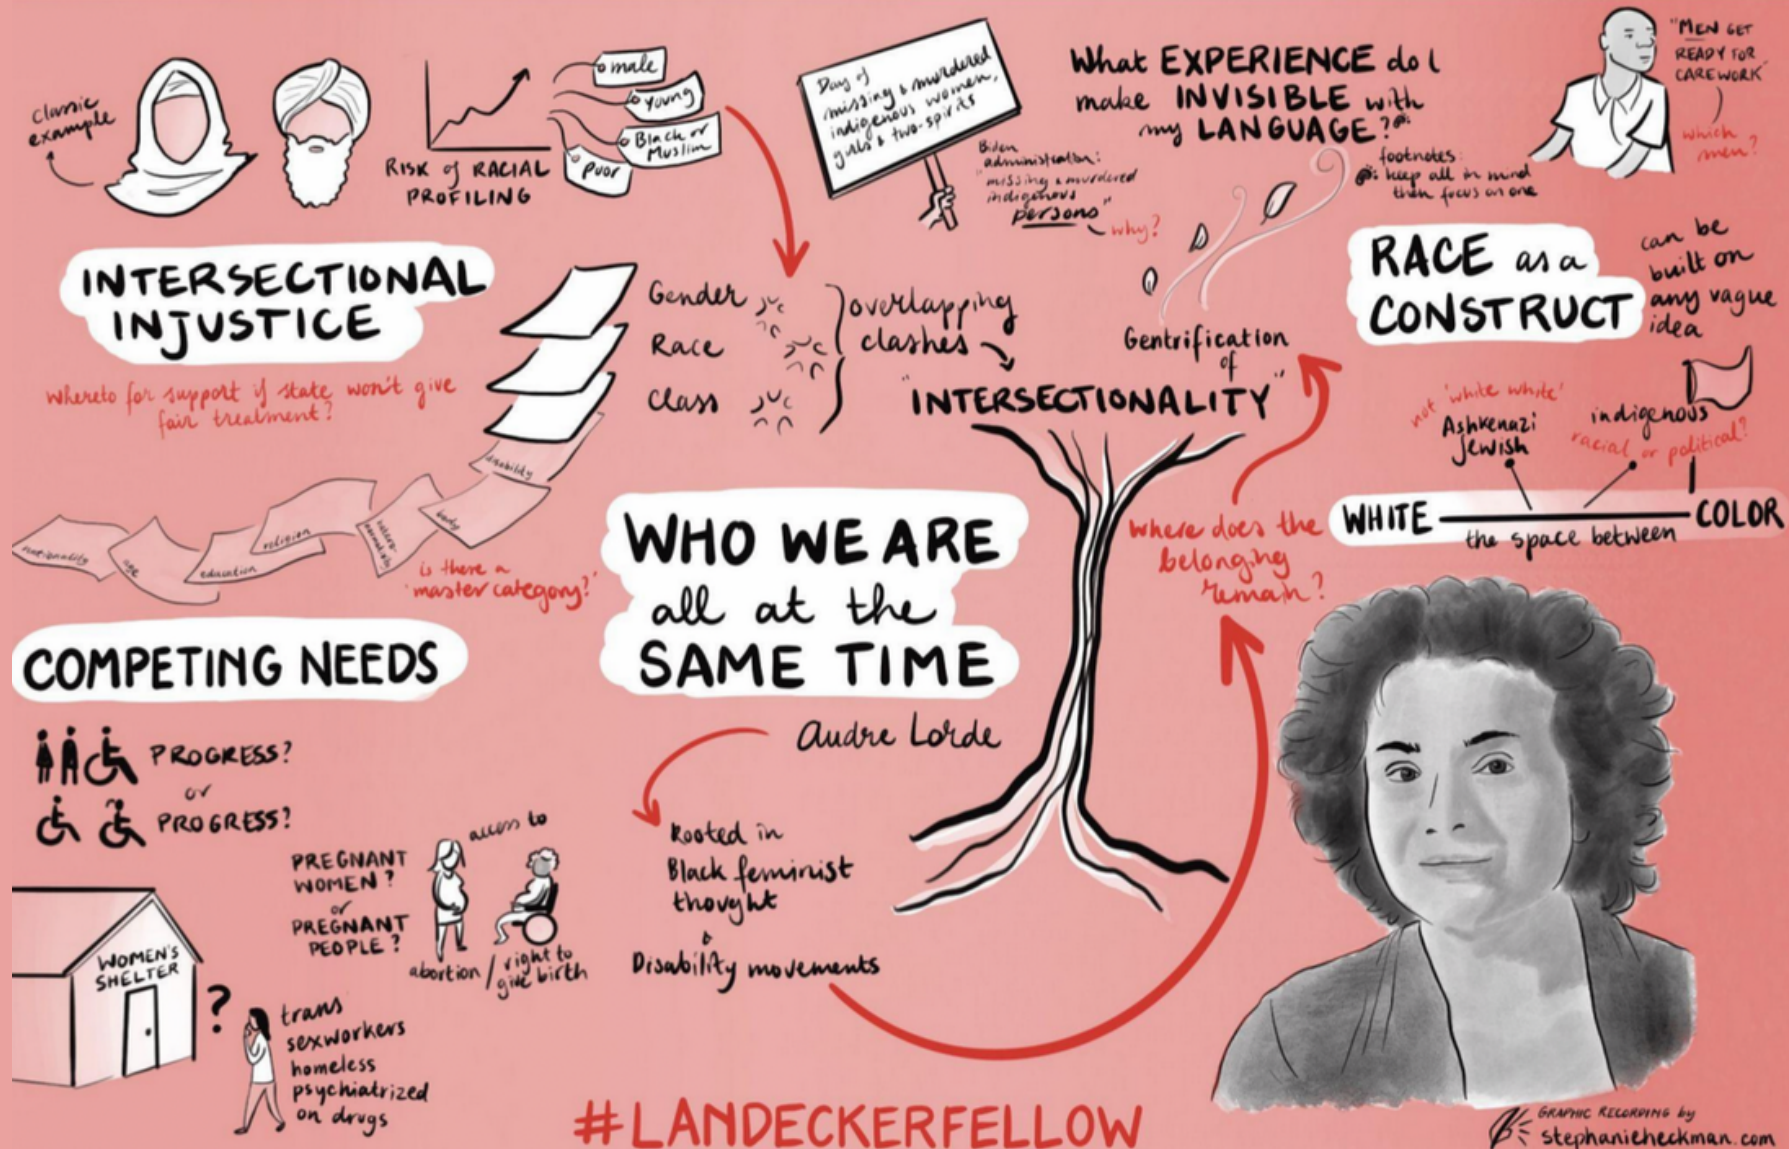 classic
example
RISK of RACIAL
PROFILING
male
young
Black or
Muslim
poor
Day of
missing & murdered
indigenous women,
girls & two-spirits
Biden
administration:
"missing & murdered
indigenous
persons"
why?
What EXPERIENCE do I
make INVISIBLE with
my LANGUAGE?
footnotes:
keep all in mind
then focus on one
"MEN GET
READY FOR
CAREWORK"
which
men?
INTERSECTIONAL
INJUSTICE
Whereto for support if state won't give
fair treatment?
Gender
Race
Class
overlapping
clashes
Gentrification
of
"INTERSECTIONALITY"
RACE as a
CONSTRUCT
can be
built on
any vague
idea
not 'white white'
Ashkenazi
Jewish
indigenous
racial or political?
WHITE
COLOR
the space between
disability
body
religion
education
age
nationality
is there a
'master category?'
WHO WE ARE
all at the
SAME TIME
Audre Lorde
where does the
belonging
remain?
COMPETING NEEDS
PROGRESS?
or
PROGRESS?
PREGNANT
WOMEN?
or
PREGNANT
PEOPLE?
access to
abortion / right to
give birth
Rooted in
Black feminist
thought
&
Disability movements
WOMEN'S
SHELTER
?
trans
sexworkers
homeless
psychiatrized
on drugs
#LANDECKERFELLOW
GRAPHIC RECORDING by
stephanieheckman.com